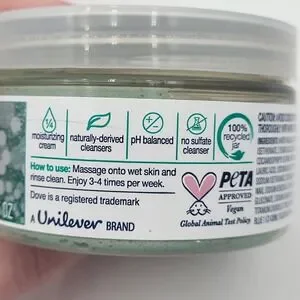 ¼
moisturizing
cream
naturally-derived
cleansers
pH balanced
no sulfate
cleanser
100%
recycled
jar
How to use: Massage onto wet skin and
rinse clean. Enjoy 3-4 times per week.
Dove is a registered trademark
A Unilever BRAND
OZ
PETA
APPROVED
Vegan
Global Animal Test Policy